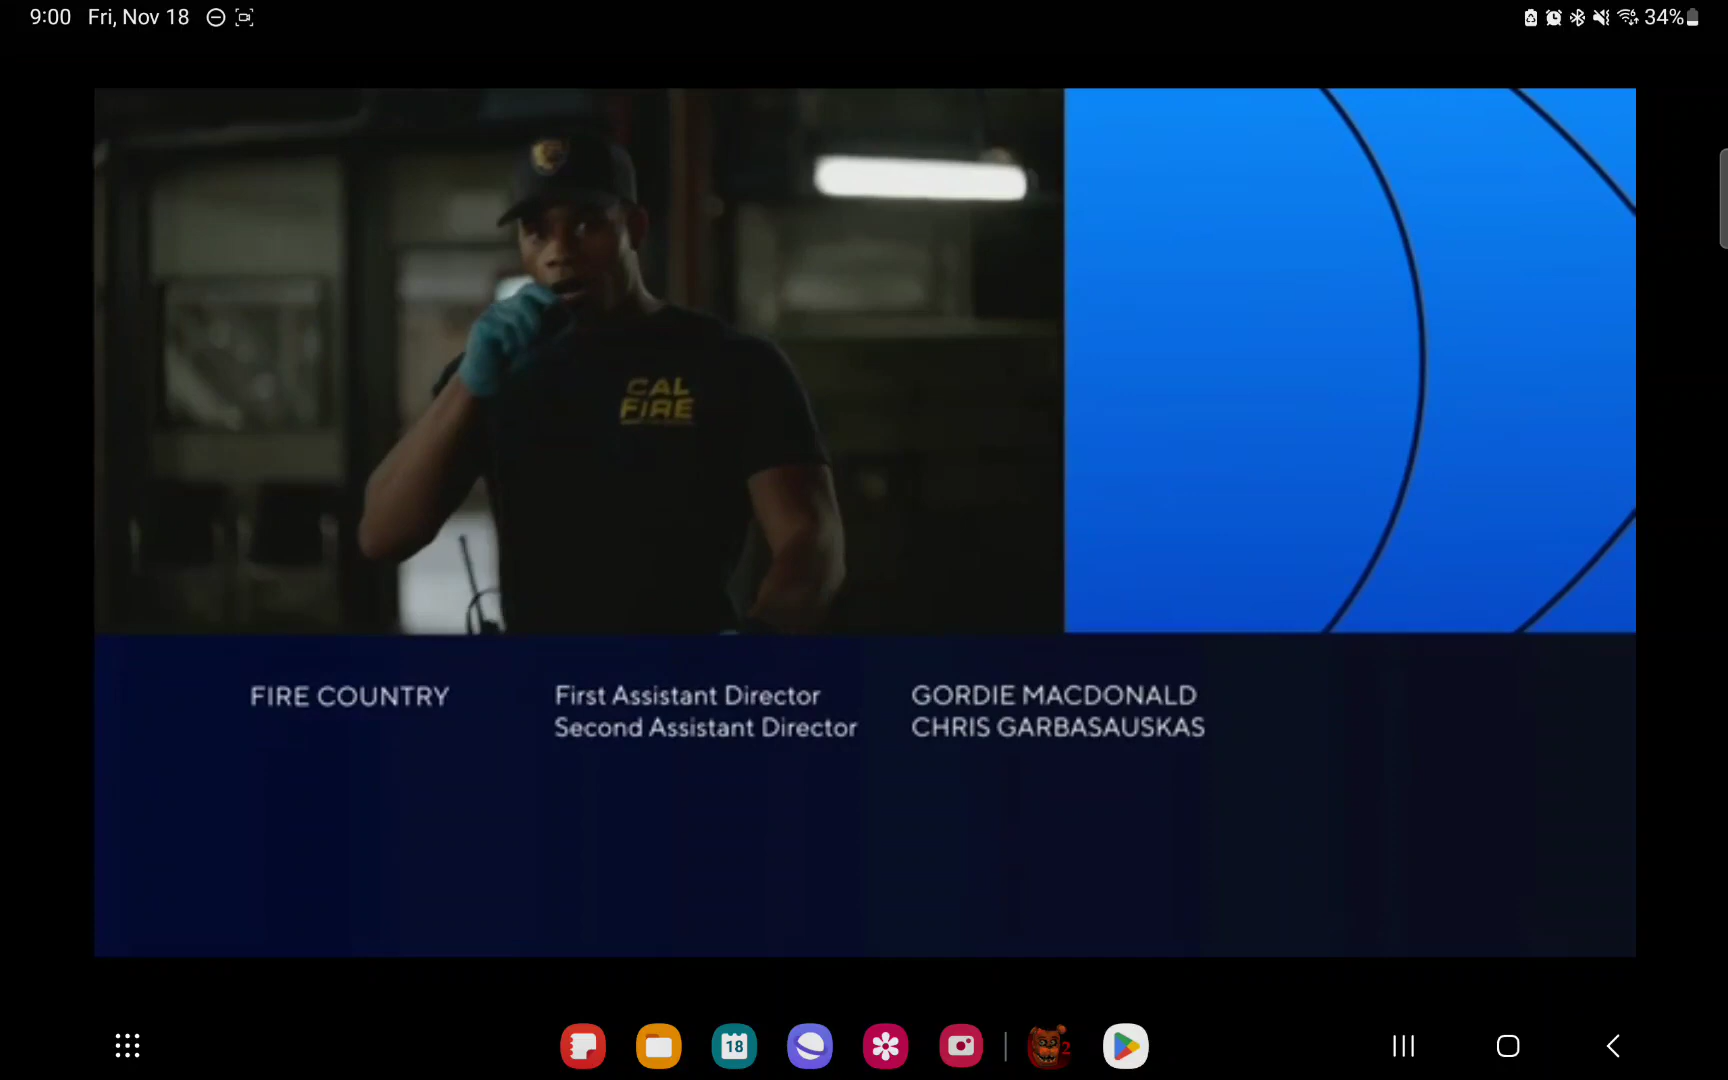 9:00 Fri, Nov 18
34%
CAL
FIRE
FIRE COUNTRY
First Assistant Director
GORDIE MACDONALD
Second Assistant Director
CHRIS GARBASAUSKAS
18
2